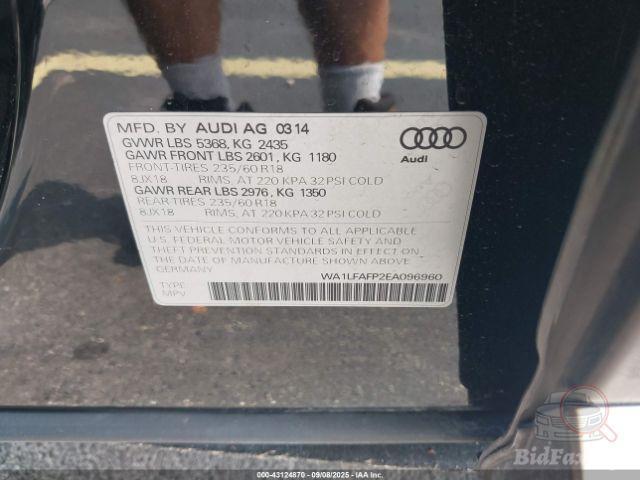 MFD. BY AUDI AG 0314
GVWR LBS 5368, KG 2435
GAWR FRONT LBS 2601, KG 1180
FRONT-TIRES 235/60 R18
8JX18 RIMS, AT 220 KPA 32 PSI COLD
GAWR REAR LBS 2976, KG 1350
REAR-TIRES 235/60 R18
8JX18 RIMS, AT 220 KPA 32 PSI COLD
Audi
THIS VEHICLE CONFORMS TO ALL APPLICABLE
U.S. FEDERAL MOTOR VEHICLE SAFETY AND
THEFT PREVENTION STANDARDS IN EFFECT ON
THE DATE OF MANUFACTURE SHOWN ABOVE.
GERMANY
WA1LFAFP2EA096960
TYPE
MPV
BidFax
000-43124870 - 09/08/2025 - IAA Inc.